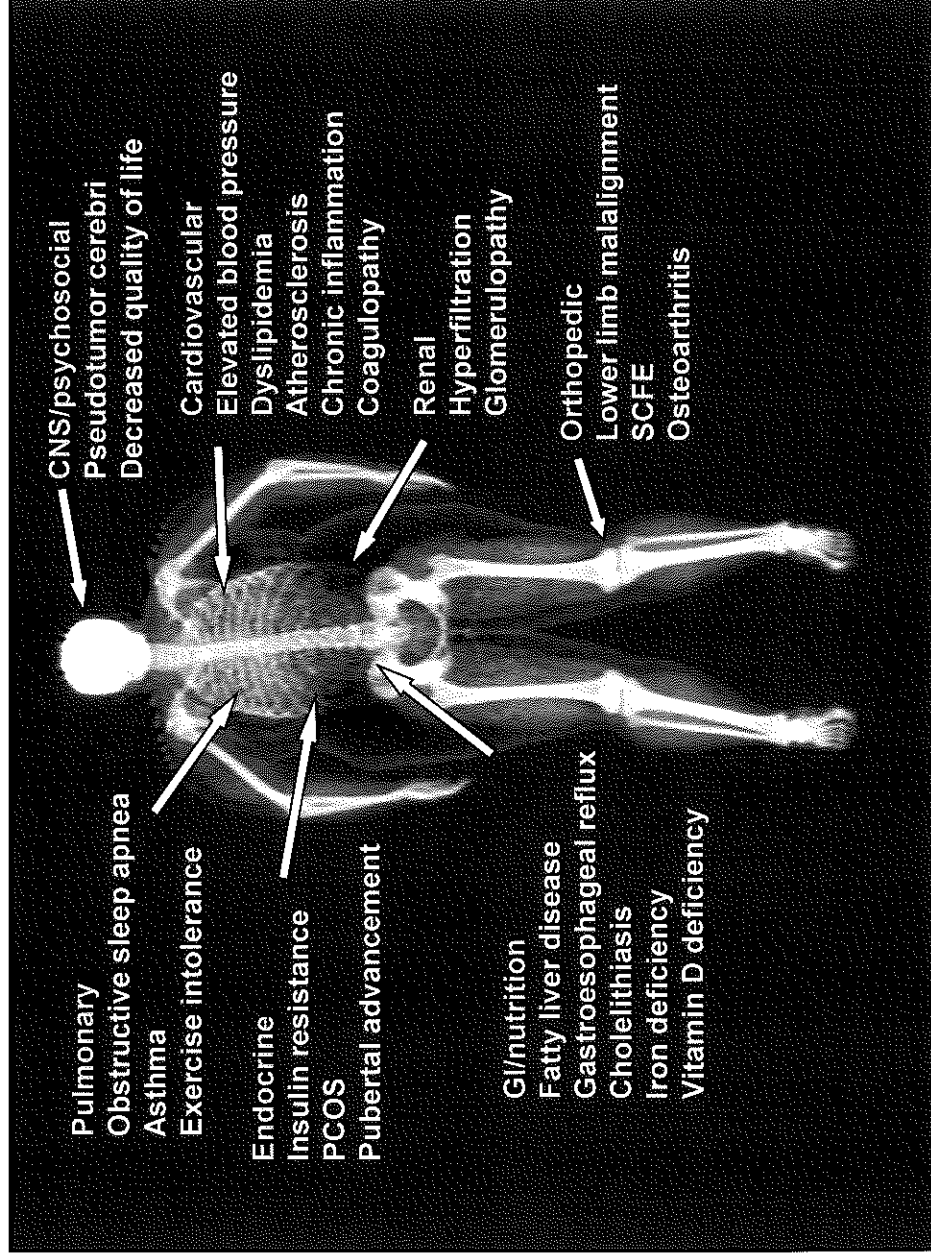 CNS/psychosocial
Pseudotumor cerebri
Decreased quality of life
Pulmonary
Obstructive sleep apnea
Asthma
Exercise intolerance
Cardiovascular
Elevated blood pressure
Dyslipidemia
Atherosclerosis
Chronic inflammation
Coagulopathy
Endocrine
Insulin resistance
PCOS
Pubertal advancement
Renal
Hyperfiltration
Glomerulopathy
GI/nutrition
Fatty liver disease
Gastroesophageal reflux
Cholelithiasis
Iron deficiency
Vitamin D deficiency
Orthopedic
Lower limb malalignment
SCFE
Osteoarthritis